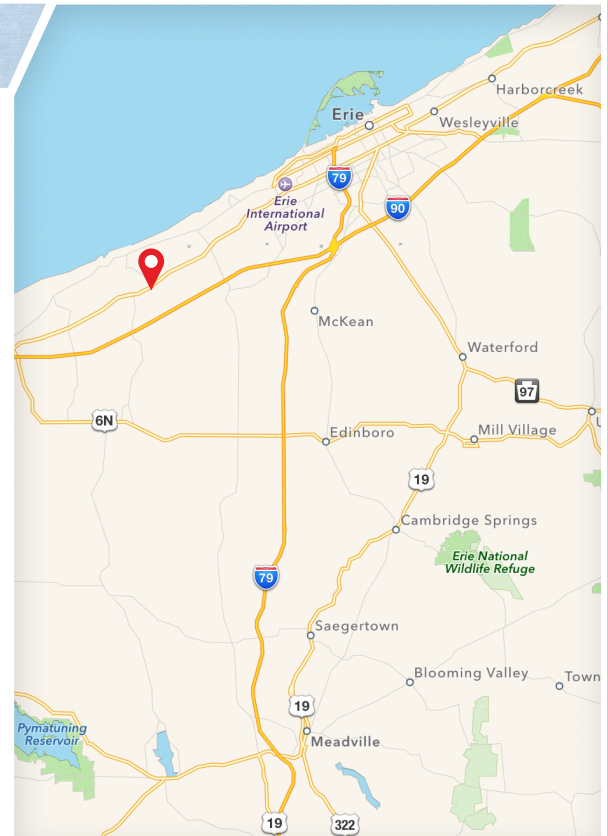 Harborcreek
Erie
Wesleyville
79
Erie
International
Airport
90
McKean
Waterford
97
6N
Edinboro
Mill Village
U
19
Cambridge Springs
Erie National
Wildlife Refuge
79
Saegertown
Blooming Valley
Town
19
Pymatuning
Reservoir
Meadville
19
322